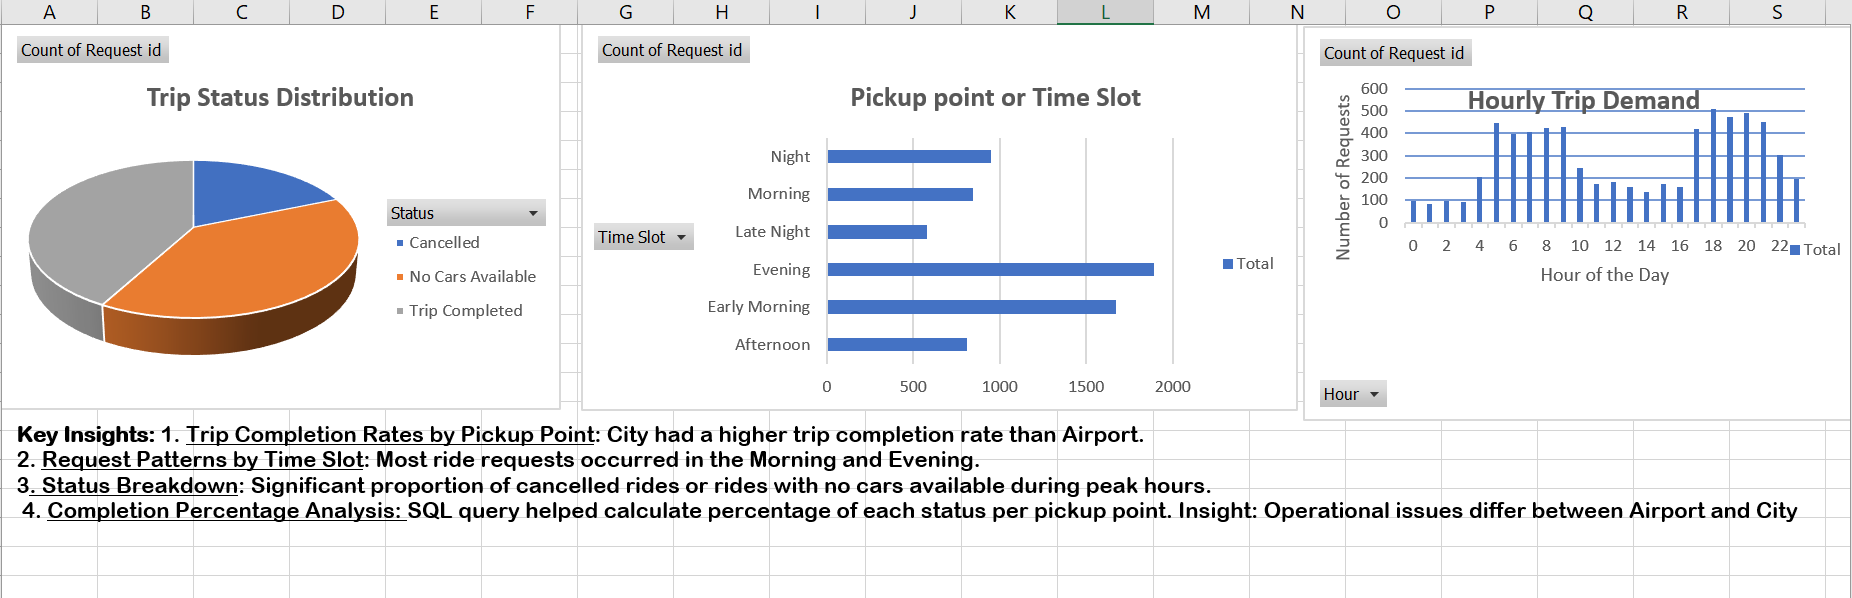 A B C D E F G H I J K L M N O P Q R S
Count of Request id
Trip Status Distribution
Status
Cancelled
No Cars Available
Trip Completed
Count of Request id
Pickup point or Time Slot
Time Slot
Night
Morning
Late Night
Evening
Early Morning
Afternoon
0 500 1000 1500 2000
Total
Count of Request id
Hourly Trip Demand
Number of Requests
600
500
400
300
200
100
0
0 2 4 6 8 10 12 14 16 18 20 22
Total
Hour of the Day
Hour
Key Insights: 1. Trip Completion Rates by Pickup Point: City had a higher trip completion rate than Airport.
2. Request Patterns by Time Slot: Most ride requests occurred in the Morning and Evening.
3. Status Breakdown: Significant proportion of cancelled rides or rides with no cars available during peak hours.
4. Completion Percentage Analysis: SQL query helped calculate percentage of each status per pickup point. Insight: Operational issues differ between Airport and City